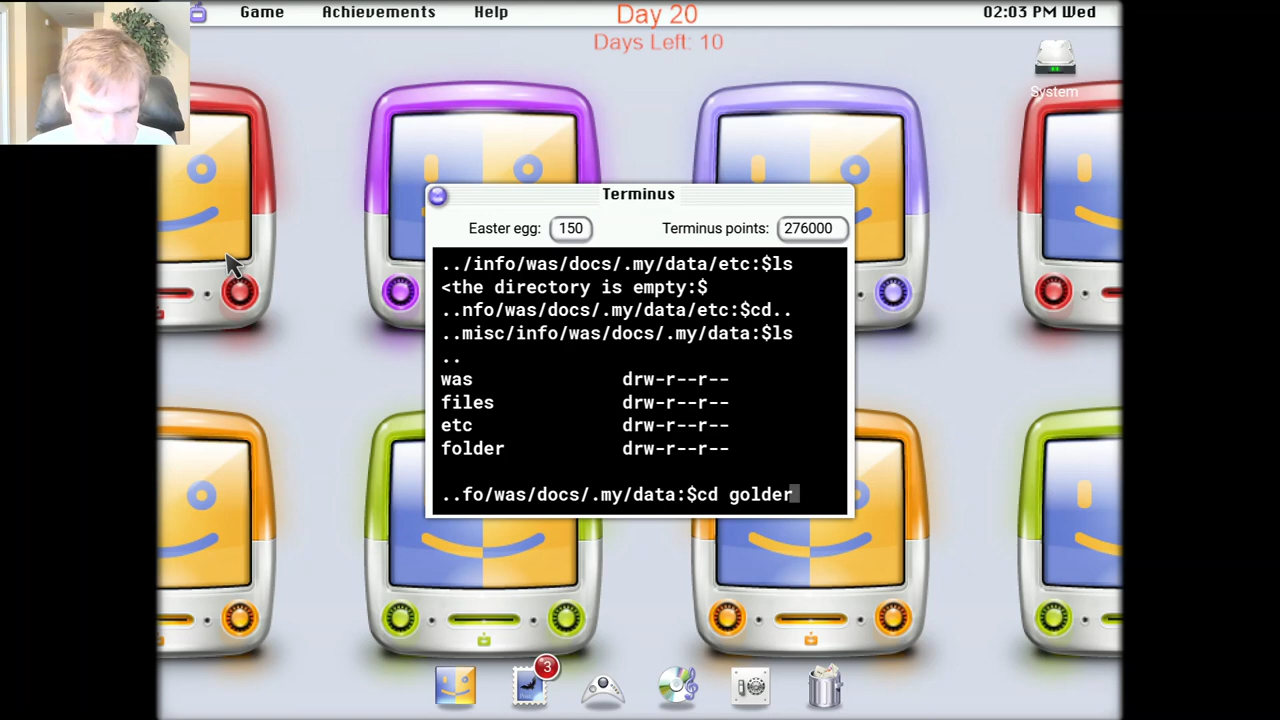 Game Achievements Help
Day 20
02:03 PM Wed
Days Left: 10
System
Terminus
Easter egg: 150 Terminus points: 276000
../info/was/docs/.my/data/etc:$ls
<the directory is empty:$
..nfo/was/docs/.my/data/etc:$cd..
..misc/info/was/docs/.my/data:$ls
..
was drw-r--r--
files drw-r--r--
etc drw-r--r--
folder drw-r--r--
..fo/was/docs/.my/data:$cd golder
3